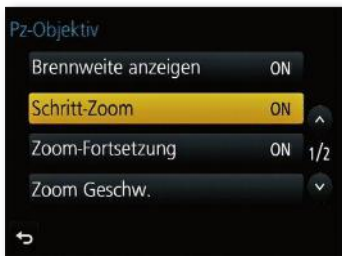 Pz-Objektiv
Brennweite anzeigen ON
Schritt-Zoom ON
Zoom-Fortsetzung ON
1/2
Zoom Geschw.